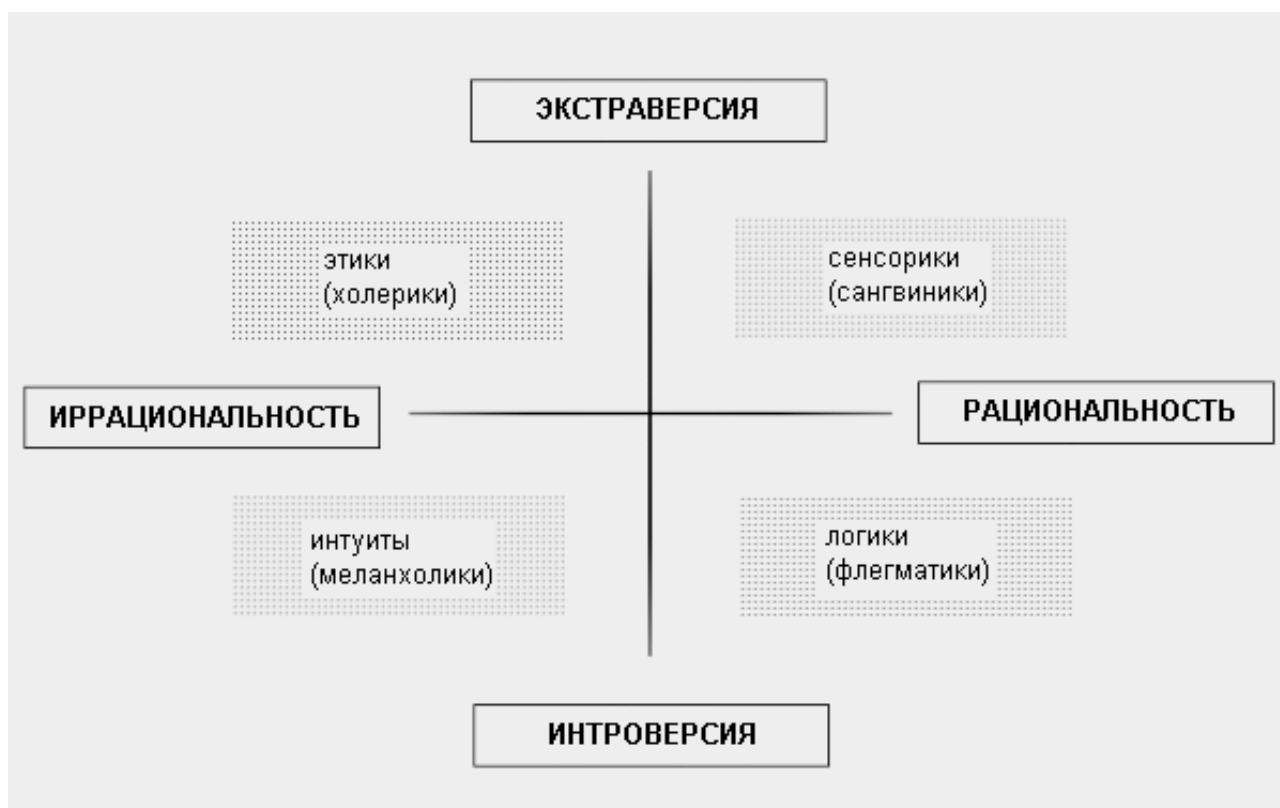 ЭКСТРАВЕРСИЯ
этики
(холерики)
сенсорики
(сангвиники)
ИРРАЦИОНАЛЬНОСТЬ
РАЦИОНАЛЬНОСТЬ
интуиты
(меланхолики)
логики
(флегматики)
ИНТРОВЕРСИЯ